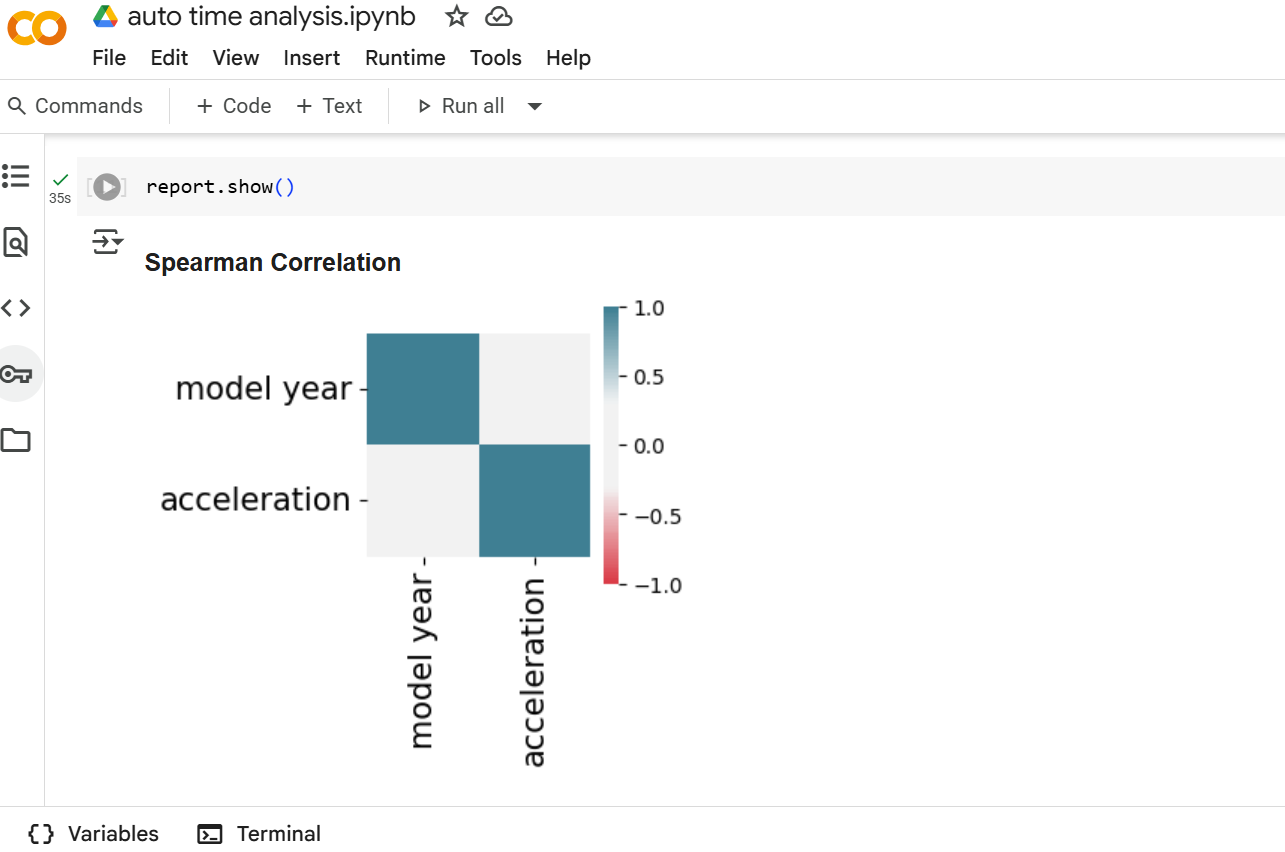 auto time analysis.ipynb
File Edit View Insert Runtime Tools Help
Commands + Code + Text Run all
35s
[ ] report.show()
Spearman Correlation
1.0
model year
0.5
0.0
acceleration
−0.5
−1.0
model year
acceleration
{} Variables Terminal